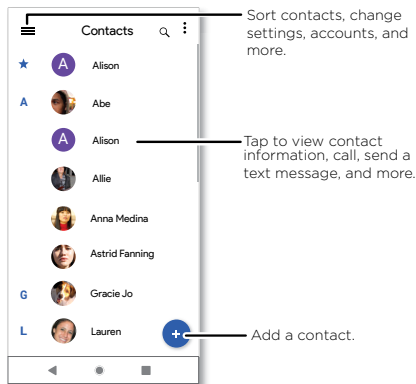 Contacts
Sort contacts, change
settings, accounts, and
more.
A Alison
A Abe
A Alison
Tap to view contact
information, call, send a
text message, and more.
Allie
Anna Medina
Astrid Fanning
G Gracie Jo
L Lauren
Add a contact.